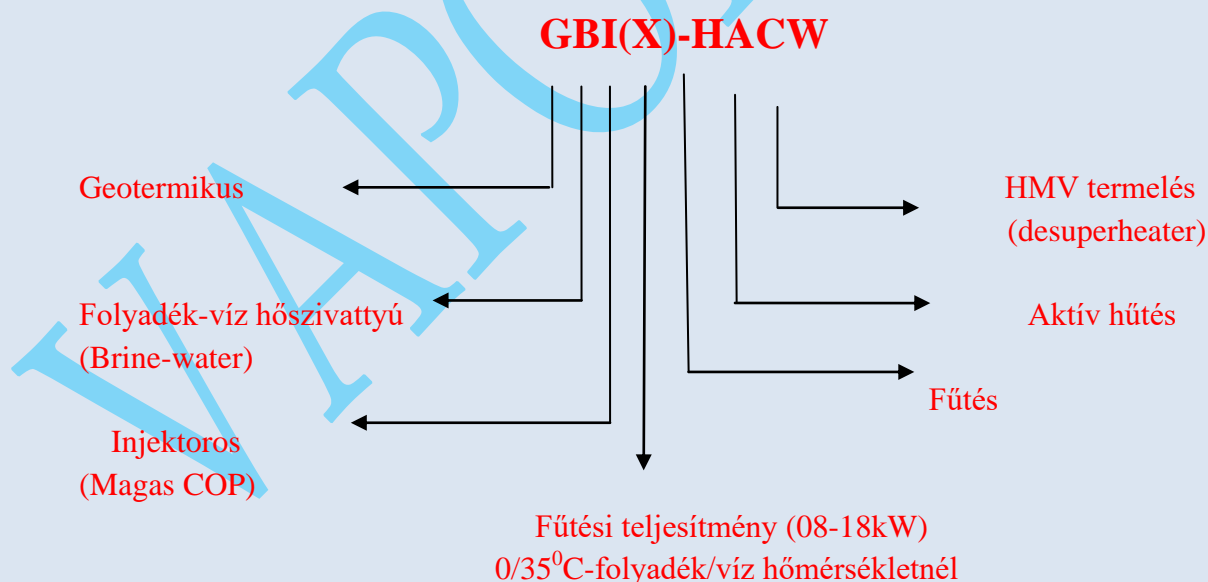 GBI(X)-HACW
Geotermikus
HMV termelés
(desuperheater)
Folyadék-víz hőszivattyú
(Brine-water)
Aktív hűtés
Fűtés
Injektoros
(Magas COP)
Fűtési teljesítmény (08-18kW)
0/35⁰C-folyadék/víz hőmérsékletnél